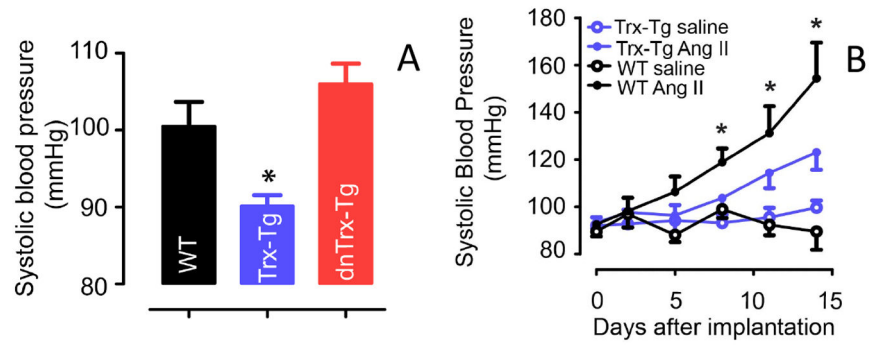 A
Systolic blood pressure
(mmHg)
110
100
90
80
*
WT
Trx-Tg
dnTrx-Tg
B
Systolic Blood Pressure
(mmHg)
180
160
140
120
100
80
Trx-Tg saline
Trx-Tg Ang II
WT saline
WT Ang II
*
*
*
0
5
10
15
Days after implantation